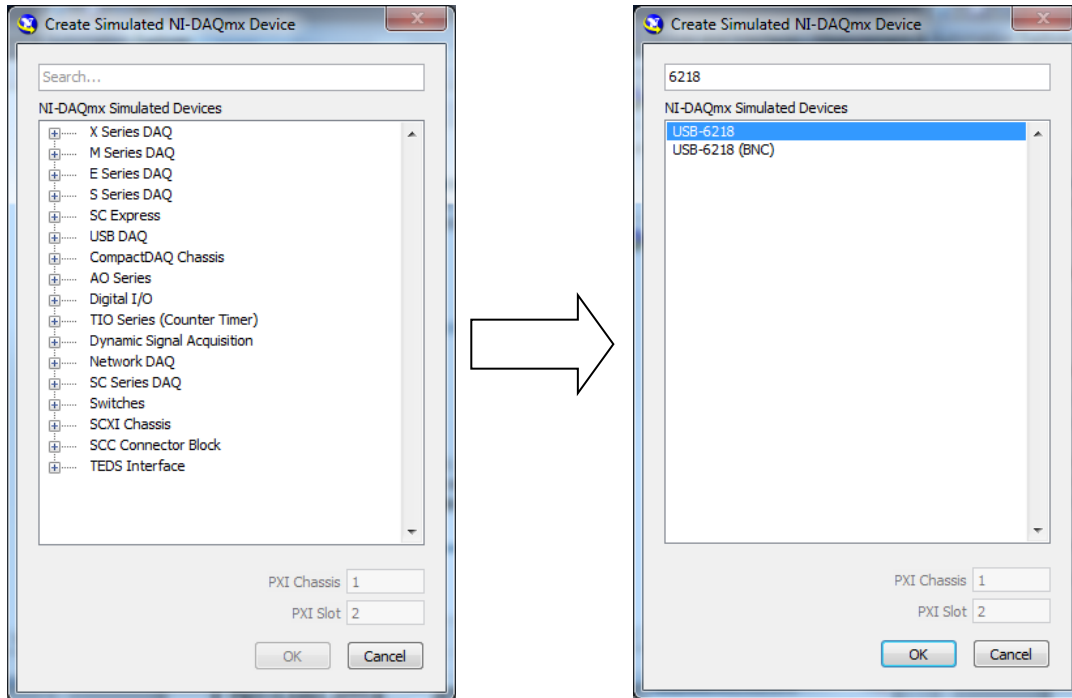 Create Simulated NI-DAQmx Device
Search...
NI-DAQmx Simulated Devices
X Series DAQ
M Series DAQ
E Series DAQ
S Series DAQ
SC Express
USB DAQ
CompactDAQ Chassis
AO Series
Digital I/O
TIO Series (Counter Timer)
Dynamic Signal Acquisition
Network DAQ
SC Series DAQ
Switches
SCXI Chassis
SCC Connector Block
TEDS Interface
PXI Chassis 1
PXI Slot 2
OK Cancel
Create Simulated NI-DAQmx Device
6218
NI-DAQmx Simulated Devices
USB-6218
USB-6218 (BNC)
PXI Chassis 1
PXI Slot 2
OK Cancel